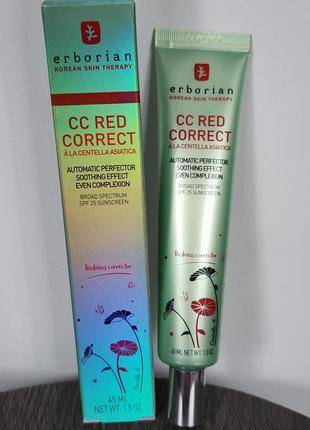 erborian
KOREAN SKIN THERAPY
CC RED
CORRECT
À LA CENTELLA ASIATICA
AUTOMATIC PERFECTOR
SOOTHING EFFECT
EVEN COMPLEXION
BROAD SPECTRUM
SPF 25 SUNSCREEN
Redness corrector
45 ML
NET WT. 1.5 OZ.
erborian
KOREAN SKIN THERAPY
CC RED
CORRECT
À LA CENTELLA ASIATICA
AUTOMATIC PERFECTOR
SOOTHING EFFECT
EVEN COMPLEXION
BROAD SPECTRUM
SPF 25 SUNSCREEN
Redness corrector
45 ML NET WT. 1.5 OZ.